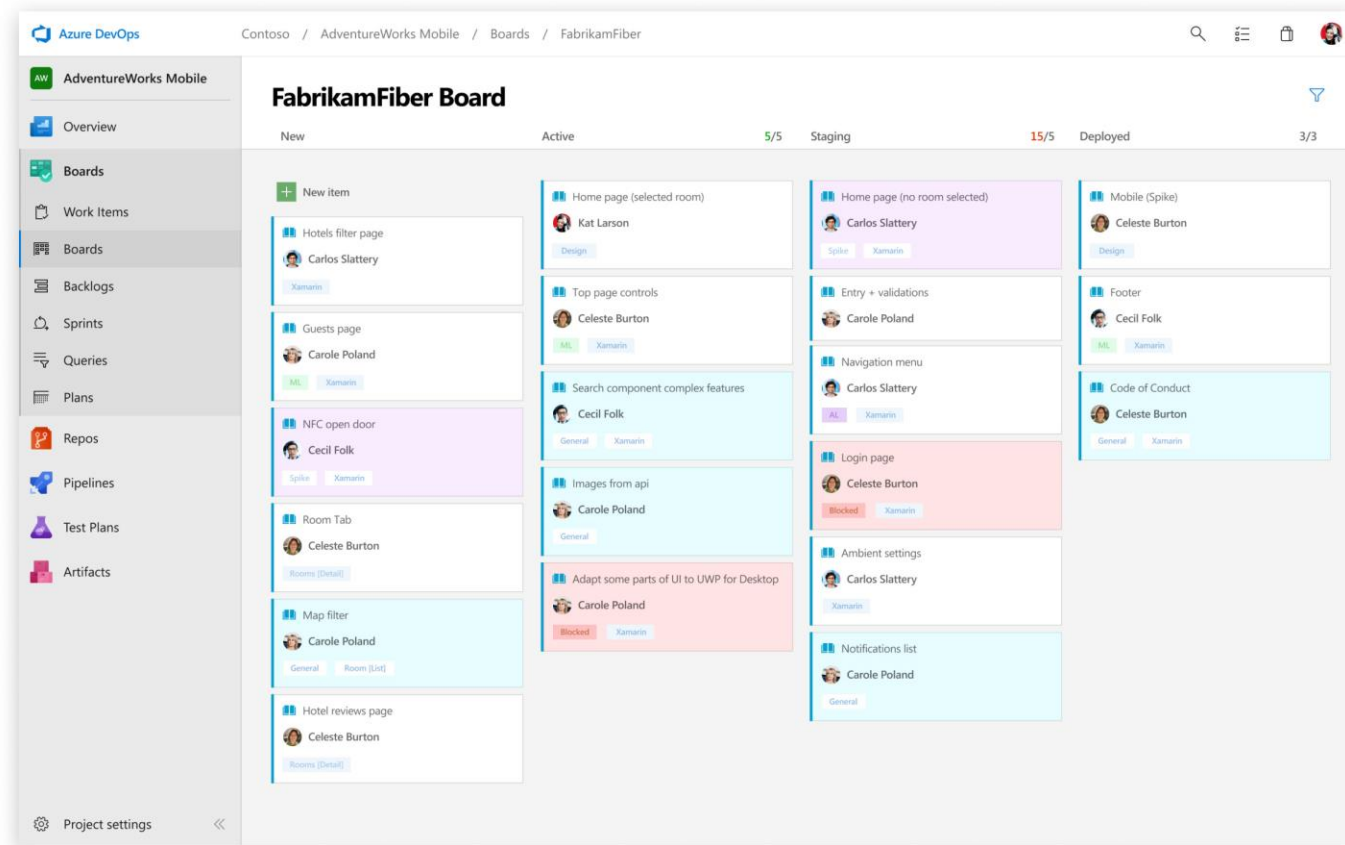 Azure DevOps
Contoso / AdventureWorks Mobile / Boards / FabrikamFiber
AW AdventureWorks Mobile
Overview
Boards
Work Items
Boards
Backlogs
Sprints
Queries
Plans
Repos
Pipelines
Test Plans
Artifacts
Project settings
FabrikamFiber Board
New
New item
Hotels filter page
Carlos Slattery
Xamarin
Guests page
Carole Poland
ML Xamarin
NFC open door
Cecil Folk
Spike Xamarin
Room Tab
Celeste Burton
Rooms [Detail]
Map filter
Carole Poland
General Room [List]
Hotel reviews page
Celeste Burton
Rooms [Detail]
Active 5/5
Home page (selected room)
Kat Larson
Design
Top page controls
Celeste Burton
ML Xamarin
Search component complex features
Cecil Folk
General Xamarin
Images from api
Carole Poland
General
Adapt some parts of UI to UWP for Desktop
Carole Poland
Blocked Xamarin
Staging 15/5
Home page (no room selected)
Carlos Slattery
Spike Xamarin
Entry + validations
Carole Poland
Navigation menu
Carlos Slattery
AL Xamarin
Login page
Celeste Burton
Blocked Xamarin
Ambient settings
Carlos Slattery
Xamarin
Notifications list
Carole Poland
General
Deployed 3/3
Mobile (Spike)
Celeste Burton
Design
Footer
Cecil Folk
ML Xamarin
Code of Conduct
Celeste Burton
General Xamarin